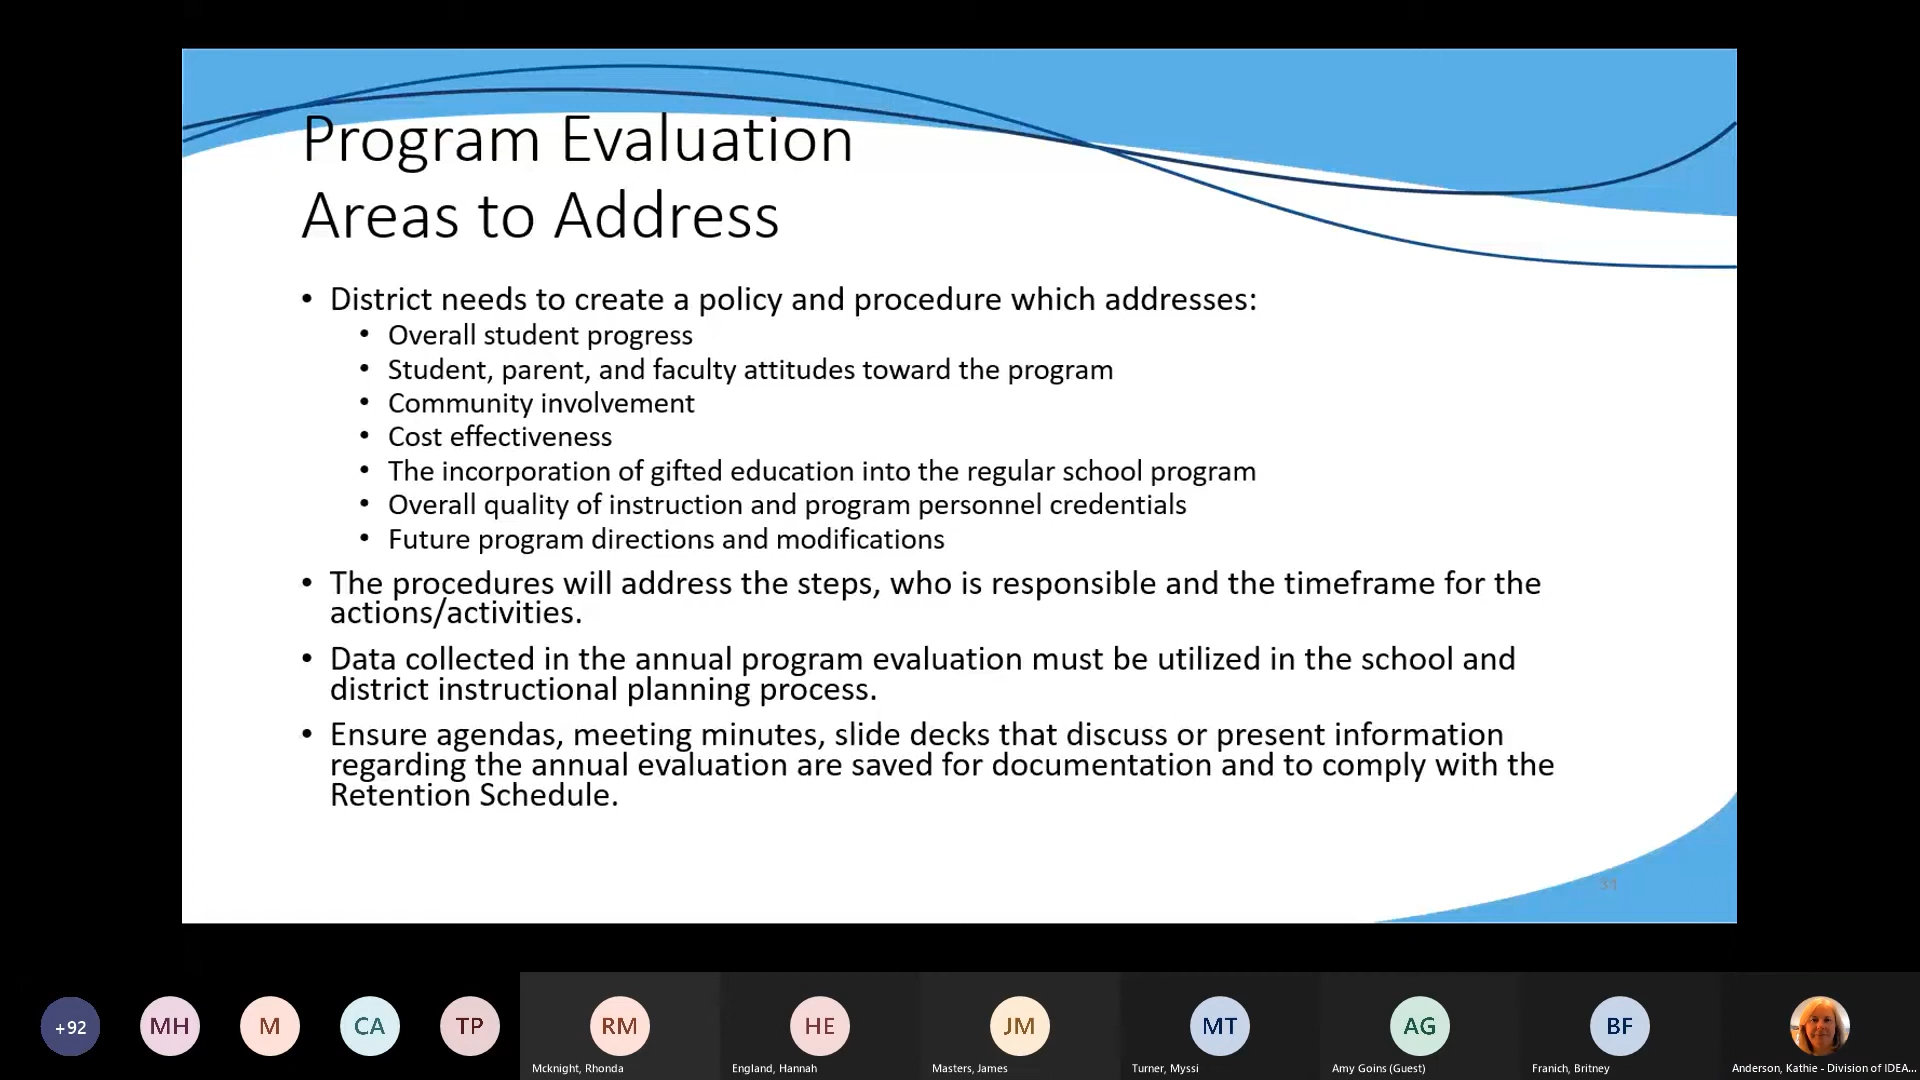 Program Evaluation
Areas to Address
• District needs to create a policy and procedure which addresses:
• Overall student progress
• Student, parent, and faculty attitudes toward the program
• Community involvement
• Cost effectiveness
• The incorporation of gifted education into the regular school program
• Overall quality of instruction and program personnel credentials
• Future program directions and modifications
• The procedures will address the steps, who is responsible and the timeframe for the
actions/activities.
• Data collected in the annual program evaluation must be utilized in the school and
district instructional planning process.
• Ensure agendas, meeting minutes, slide decks that discuss or present information
regarding the annual evaluation are saved for documentation and to comply with the
Retention Schedule.
+92
MH
M
CA
TP
RM
HE
JM
MT
AG
BF
Mcknight, Rhonda
England, Hannah
Masters, James
Turner, Myssi
Amy Goins (Guest)
Franich, Britney
Anderson, Kathie - Division of IDEA...